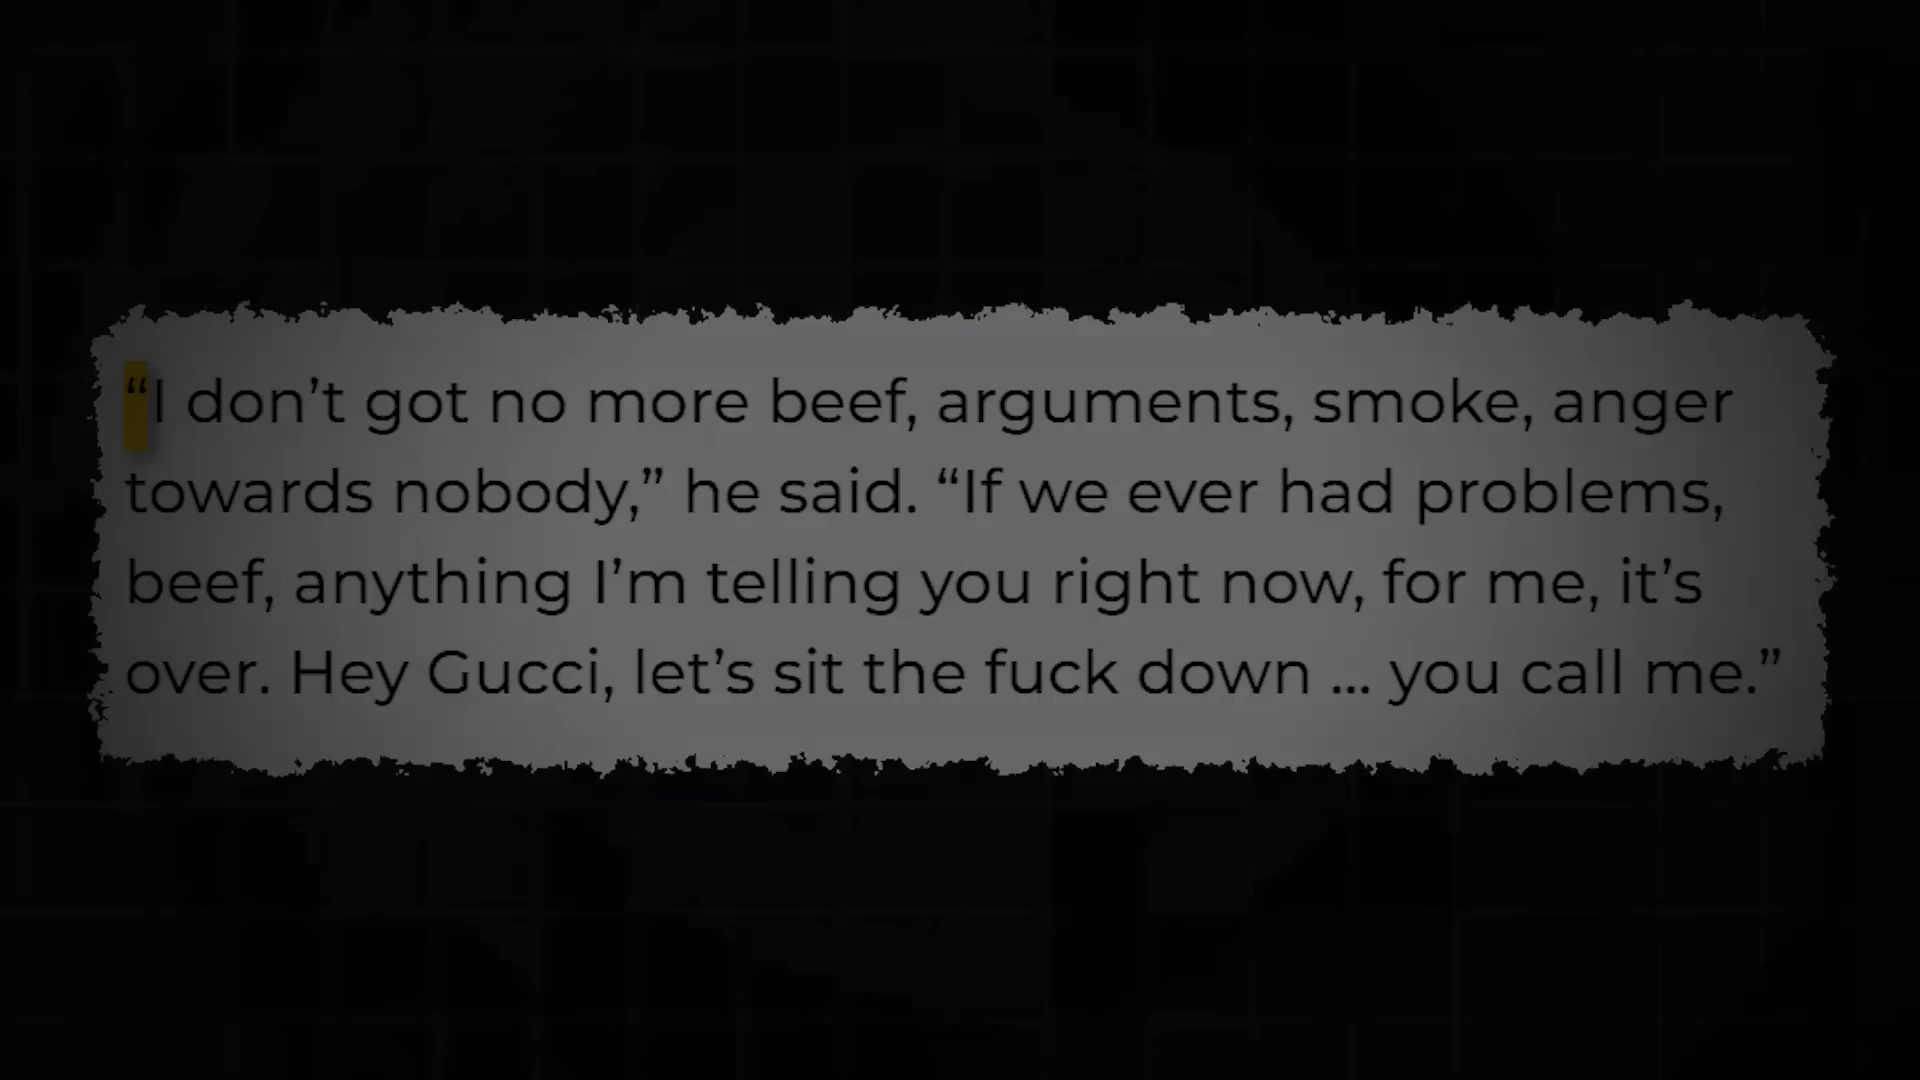 “I don’t got no more beef, arguments, smoke, anger
towards nobody,” he said. “If we ever had problems,
beef, anything I’m telling you right now, for me, it’s
over. Hey Gucci, let’s sit the fuck down ... you call me.”